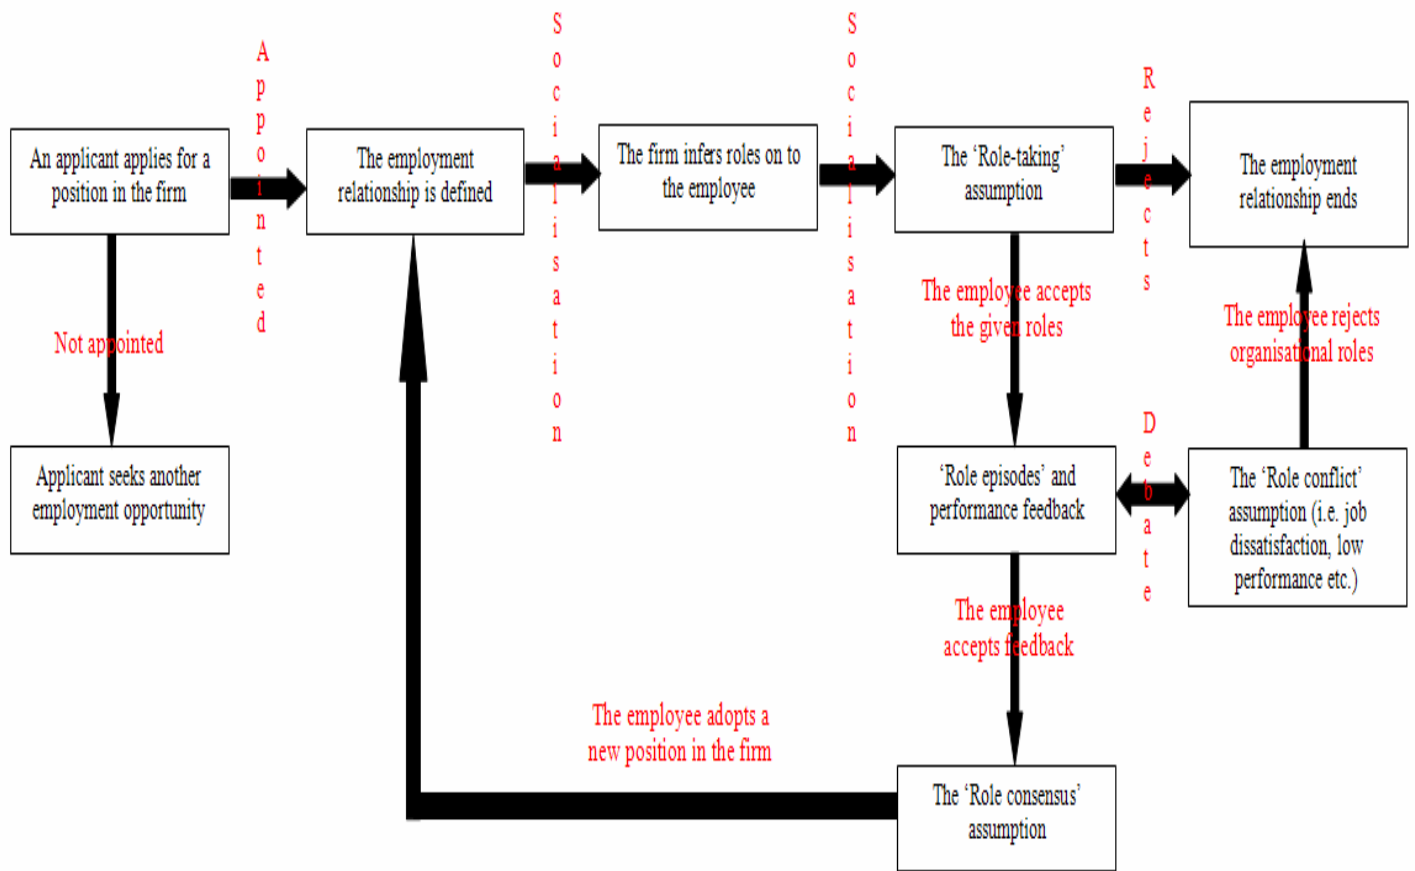 An applicant applies for a
position in the firm
Appointed
The employment
relationship is defined
Socialisation
The firm infers roles on to
the employee
Socialisation
The ‘Role-taking’
assumption
Rejects
The employment
relationship ends
Not appointed
The employee accepts
the given roles
The employee rejects
organisational roles
Applicant seeks another
employment opportunity
‘Role episodes’ and
performance feedback
Debate
The ‘Role conflict’
assumption (i.e. job
dissatisfaction, low
performance etc.)
The employee
accepts feedback
The employee adopts a
new position in the firm
The ‘Role consensus’
assumption